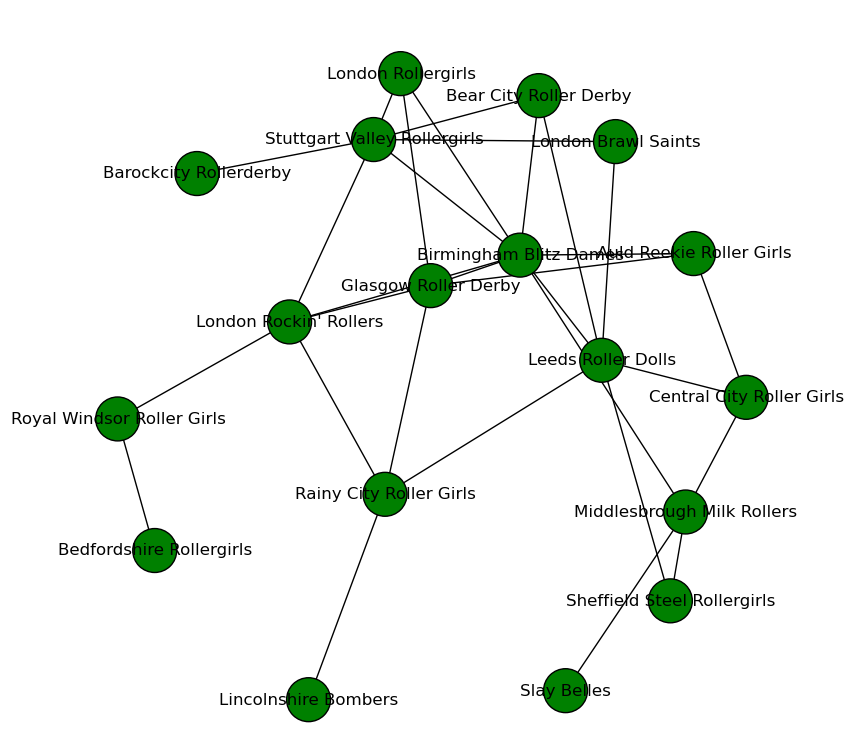 London Rollergirls
Bear City Roller Derby
Stuttgart Valley Rollergirls
London Brawl Saints
Barockcity Rollerderby
Birmingham Blitz Dames
Auld Reekie Roller Girls
Glasgow Roller Derby
London Rockin' Rollers
Leeds Roller Dolls
Central City Roller Girls
Royal Windsor Roller Girls
Rainy City Roller Girls
Middlesbrough Milk Rollers
Bedfordshire Rollergirls
Sheffield Steel Rollergirls
Slay Belles
Lincolnshire Bombers